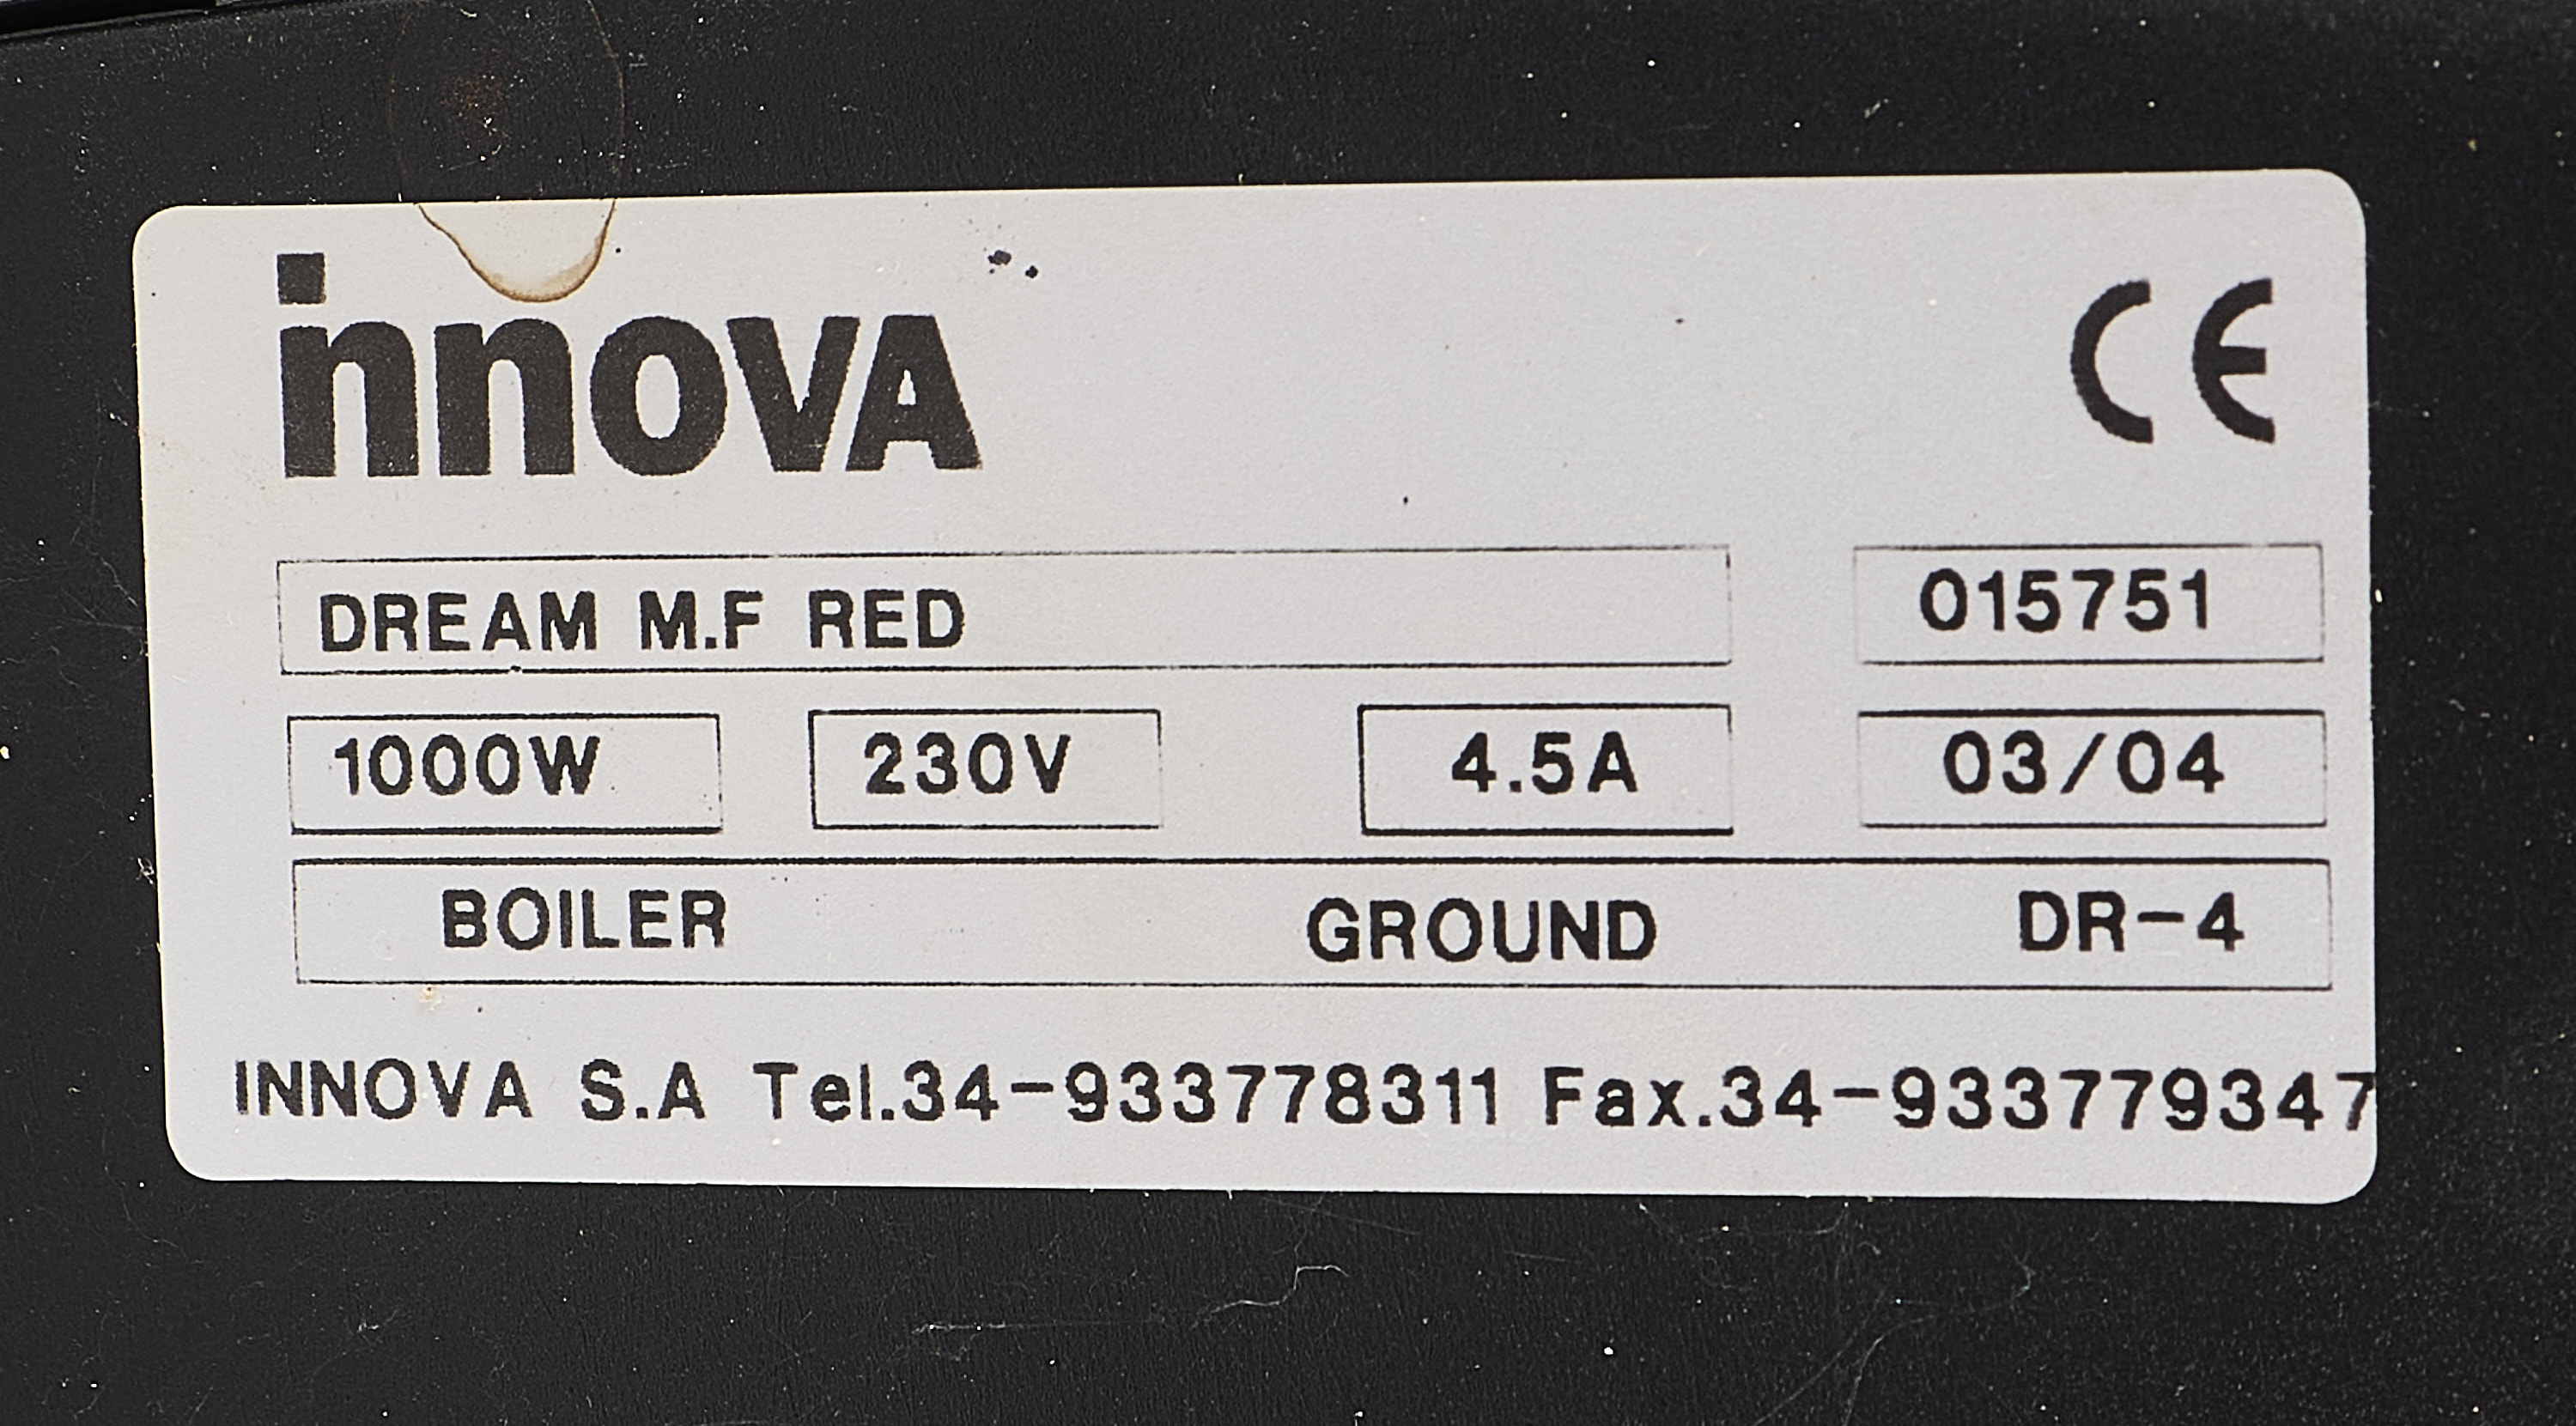 innova
CE
DREAM M.F RED 015751
1000W 230V 4.5A 03/04
BOILER GROUND DR-4
INNOVA S.A Tel.34-933778311 Fax.34-933779347